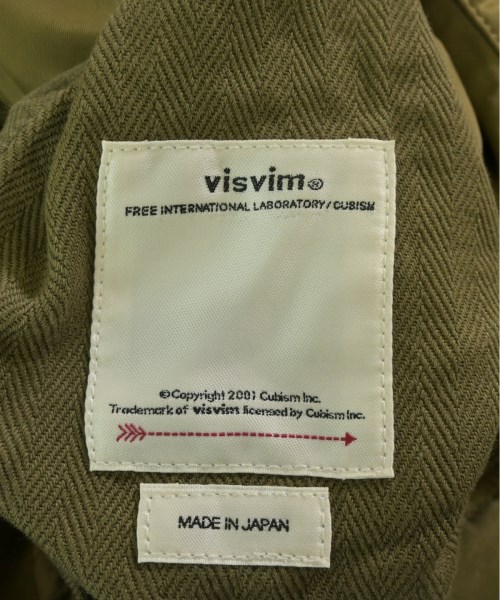 visvim®
FREE INTERNATIONAL LABORATORY/CUBISM
©Copyright 2001 Cubism Inc.
Trademark of visvim licensed by Cubism Inc.
MADE IN JAPAN